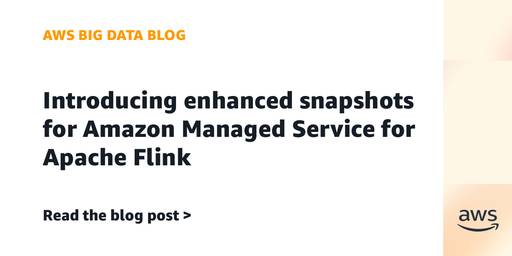 AWS BIG DATA BLOG
Introducing enhanced snapshots
for Amazon Managed Service for
Apache Flink
Read the blog post >
aws